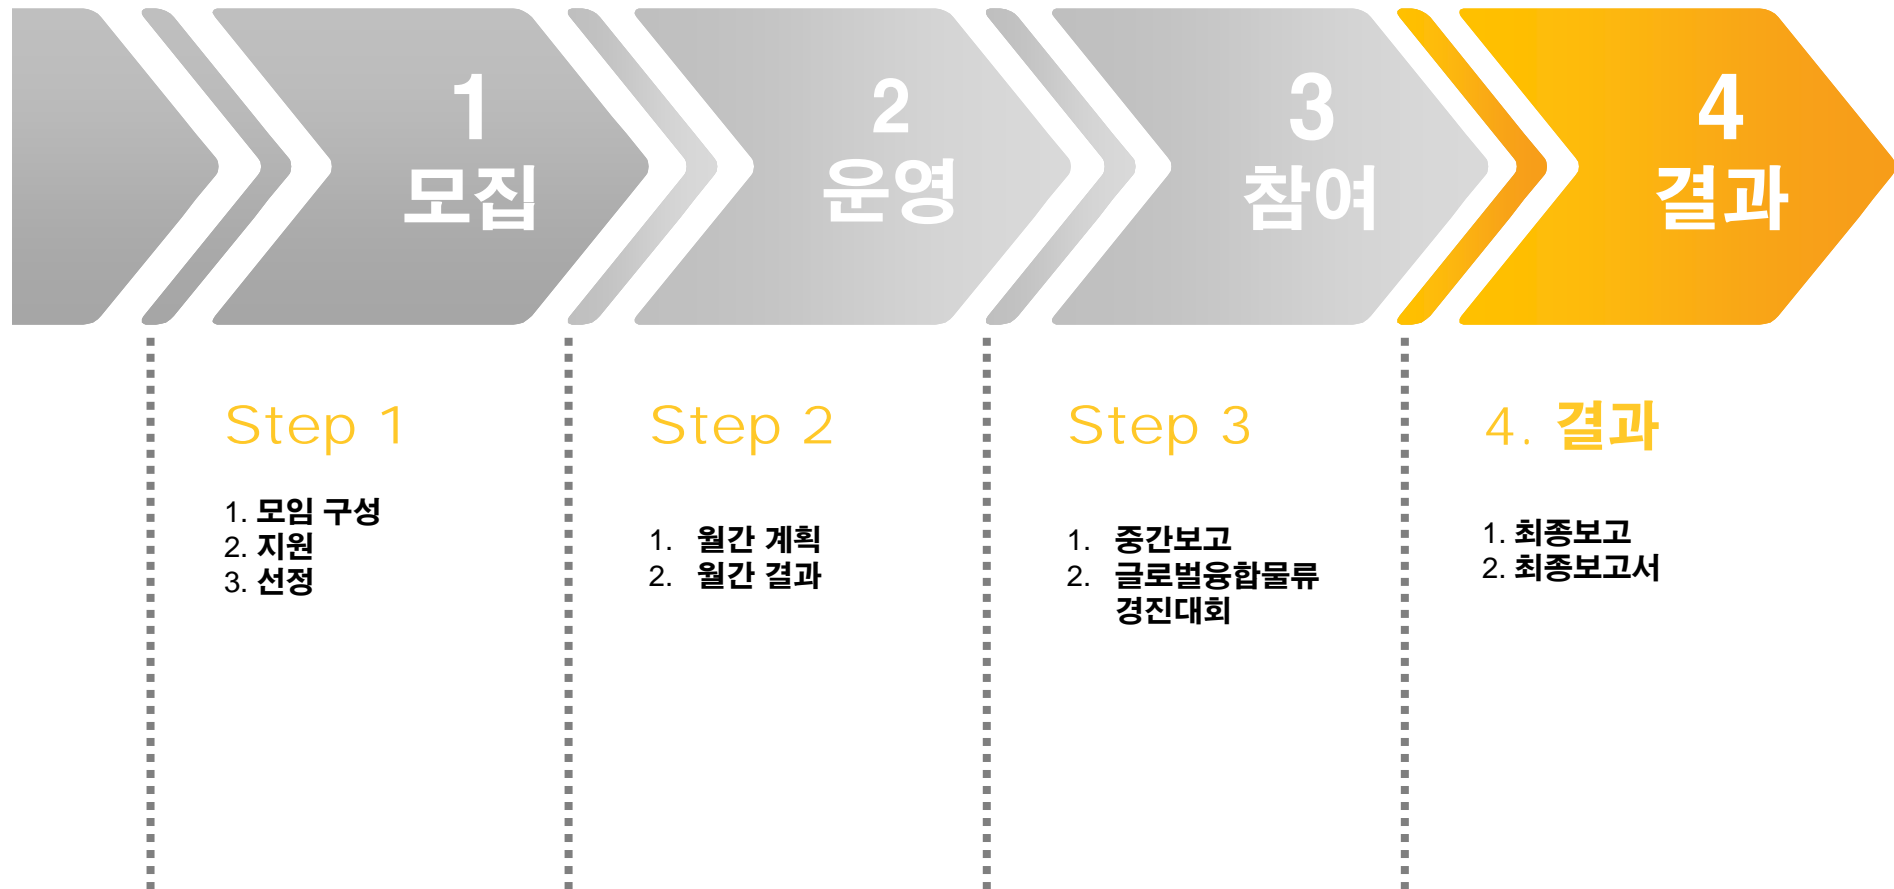 1
모집
2
운영
3
참여
4
결과
Step 1
1. 모임 구성
2. 지원
3. 선정
Step 2
1. 월간 계획
2. 월간 결과
Step 3
1. 중간보고
2. 글로벌융합물류
경진대회
4. 결과
1. 최종보고
2. 최종보고서